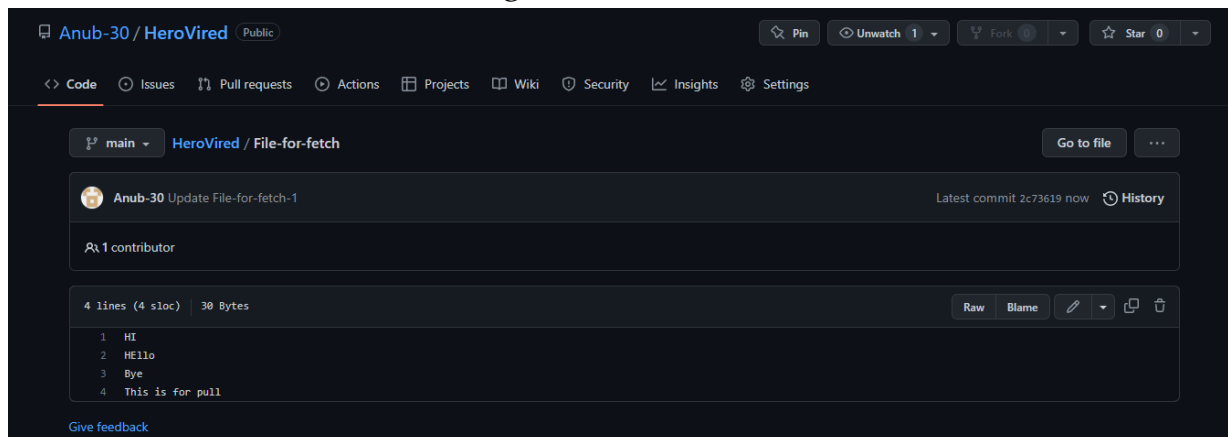 Anub-30 / HeroVired Public Pin Unwatch 1 Fork 0 Star 0
<> Code Issues Pull requests Actions Projects Wiki Security Insights Settings
main HeroVired / File-for-fetch Go to file ...
Anub-30 Update File-for-fetch-1 Latest commit 2c73619 now History
1 contributor
4 lines (4 sloc) 30 Bytes Raw Blame
1 HI
2 HEllo
3 Bye
4 This is for pull
Give feedback